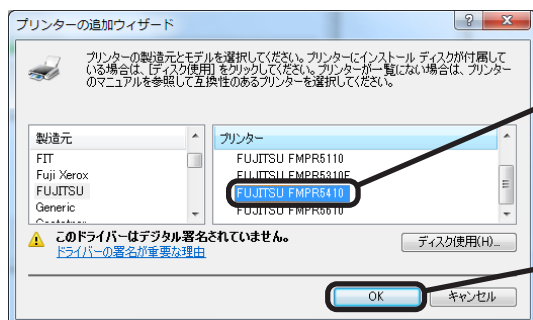 プリンターの追加ウィザード
プリンターの製造元とモデルを選択してください。プリンターにインストール ディスクが付属して
いる場合は、[ディスク使用] をクリックしてください。プリンターが一覧にない場合は、プリンター
のマニュアルを参照して互換性のあるプリンターを選択してください。
製造元
プリンター
FIT
Fuji Xerox
FUJITSU
Generic
FUJITSU FMPR5110
FUJITSU FMPR5310E
FUJITSU FMPR5410
FUJITSU FMPR5610
このドライバーはデジタル署名されていません。
ドライバーの署名が重要な理由
ディスク使用(H)...
OK
キャンセル